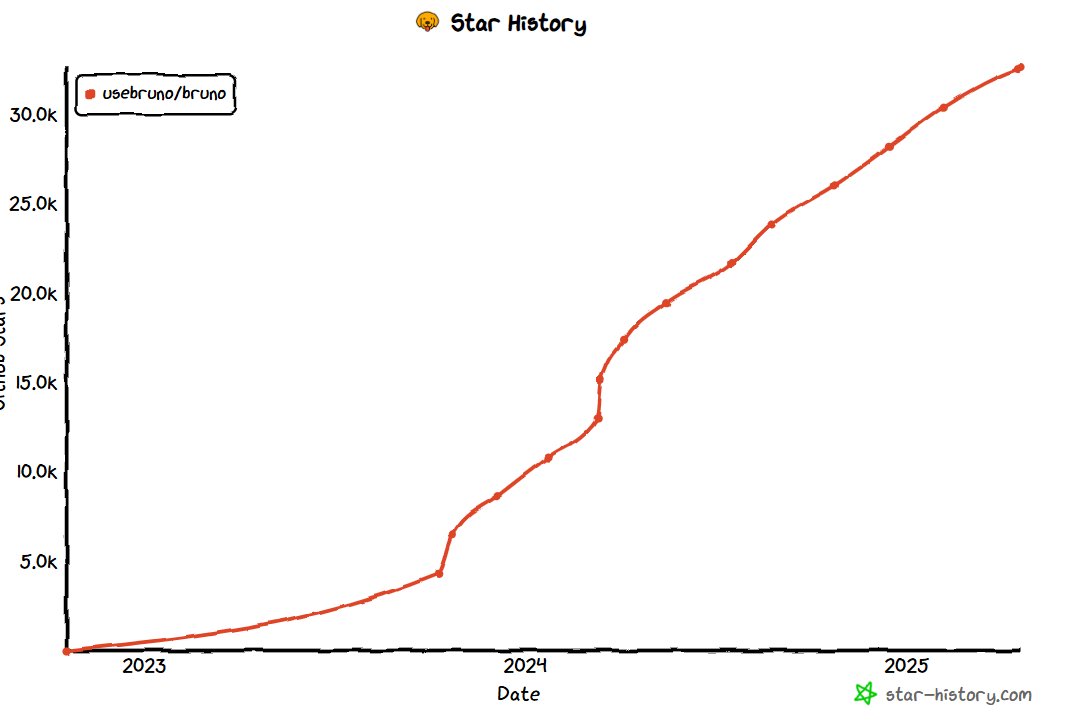 Star History
usebruno/bruno
30.0k
25.0k
20.0k
15.0k
10.0k
5.0k
2023
2024
2025
Date
star-history.com